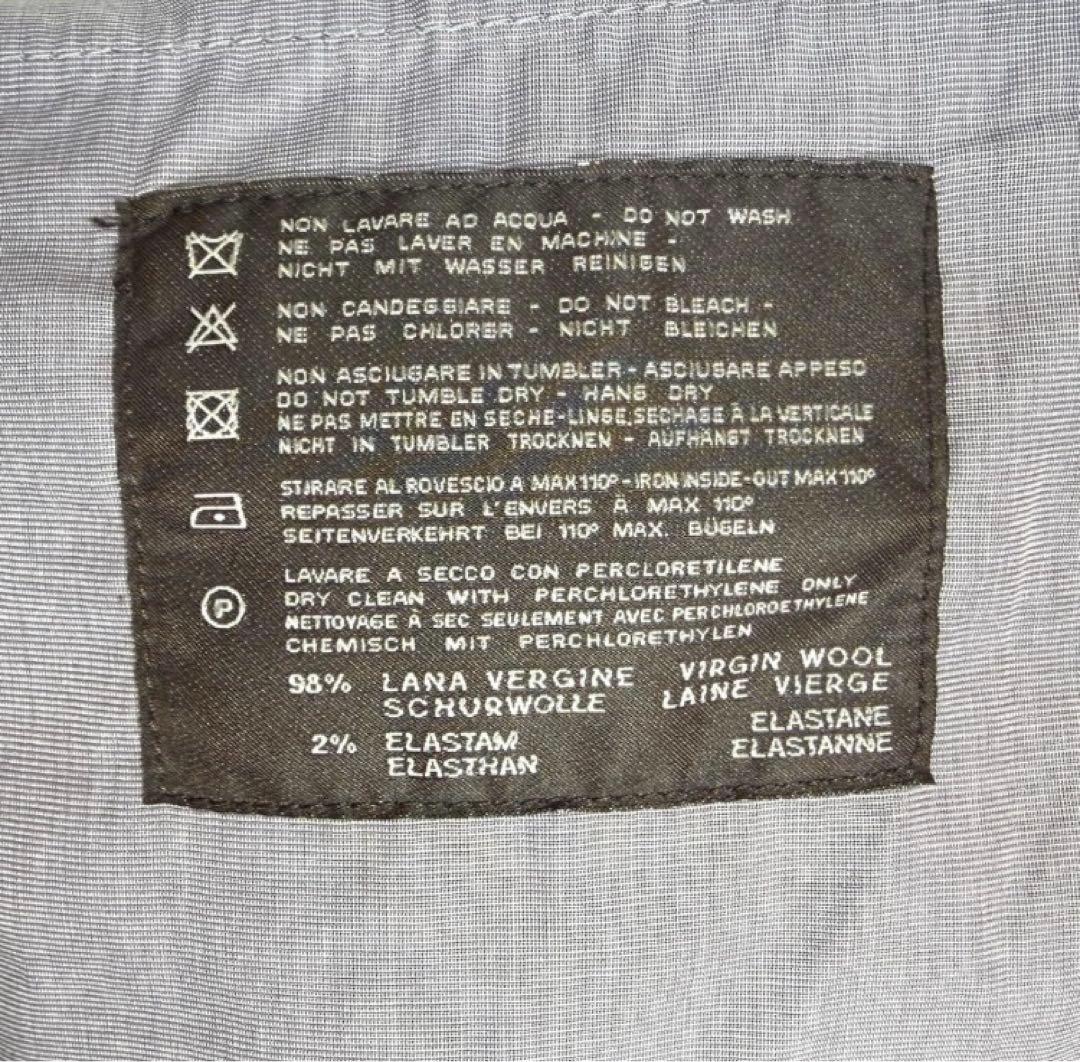 NON LAVARE AD ACQUA - DO NOT WASH
NE PAS LAVER EN MACHINE -
NICHT MIT WASSER REINIGEN
NON CANDEGGIARE - DO NOT BLEACH -
NE PAS CHLORER - NICHT BLEICHEN
NON ASCIUGARE IN TUMBLER - ASCIUGARE APPESO
DO NOT TUMBLE DRY - HANG DRY
NE PAS METTRE EN SECHE-LINGE, SECHAGE À LA VERTICALE
NICHT IN TUMBLER TROCKNEN - AUFHÄNGT TROCKNEN
STIRARE AL ROVESCIO A MAX 110° - IRON INSIDE-OUT MAX 110°
REPASSER SUR L'ENVERS À MAX 110°
SEITENVERKEHRT BEI 110° MAX. BÜGELN
P
LAVARE A SECCO CON PERCLORETILENE
DRY CLEAN WITH PERCHLORETHYLENE ONLY
NETTOYAGE À SEC SEULEMENT AVEC PERCHLOROETHYLENE
CHEMISCH MIT PERCHLORETHYLEN
98% LANA VERGINE VIRGIN WOOL
SCHURWOLLE LAINE VIERGE
ELASTANE
2% ELASTAM ELASTANNE
ELASTHAN